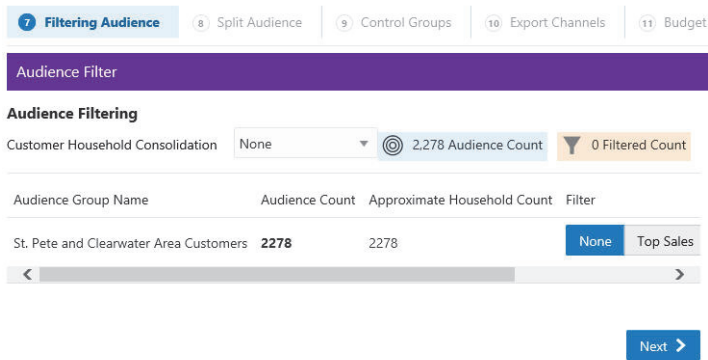 7 Filtering Audience 8 Split Audience 9 Control Groups 10 Export Channels 11 Budget
Audience Filter
Audience Filtering
Customer Household Consolidation None 2,278 Audience Count 0 Filtered Count
Audience Group Name Audience Count Approximate Household Count Filter
St. Pete and Clearwater Area Customers 2278 2278 None Top Sales
Next